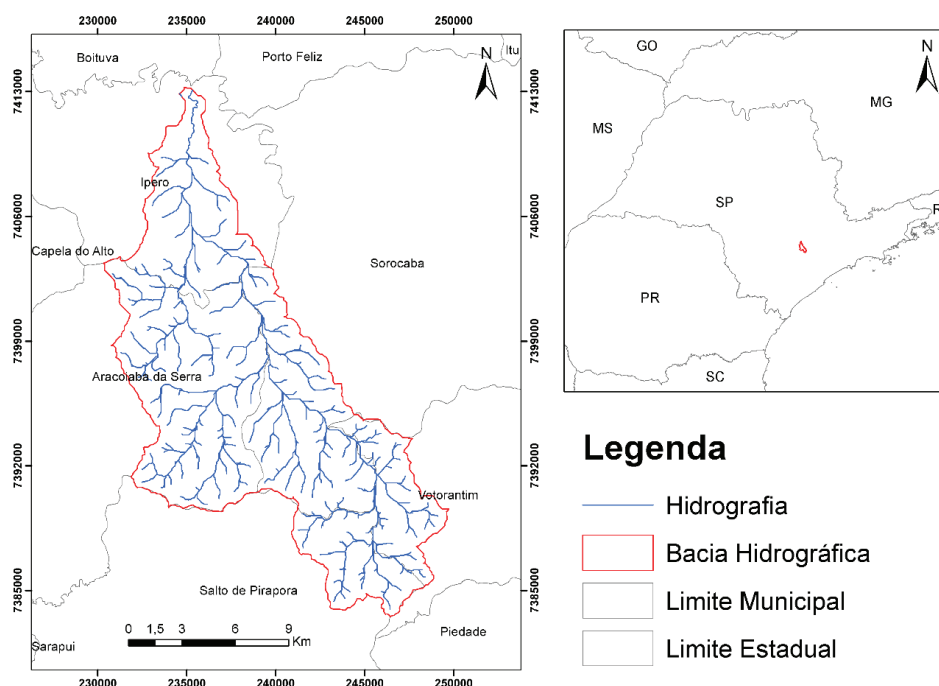 230000 235000 240000 245000 250000
Boituva
Porto Feliz
Itu
N
7413000
7413000
Ipero
7406000
7406000
Capela do Alto
Sorocaba
7399000
7399000
Aracoiaba da Serra
7392000
7392000
Votorantim
7385000
7385000
Salto de Pirapora
Piedade
Sarapui
0 1,5 3 6 9
Km
230000 235000 240000 245000 250000
GO
N
MG
MS
SP
R
PR
SC
Legenda
Hidrografia
Bacia Hidrográfica
Limite Municipal
Limite Estadual